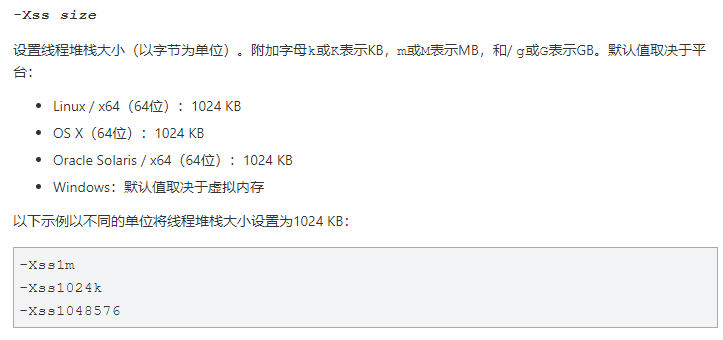 -Xss size
设置线程堆栈大小（以字节为单位）。附加字母k或K表示KB，m或M表示MB，和/ g或G表示GB。默认值取决于平
台：
• Linux / x64（64位）：1024 KB
• OS X（64位）：1024 KB
• Oracle Solaris / x64（64位）：1024 KB
• Windows：默认值取决于虚拟内存
以下示例以不同的单位将线程堆栈大小设置为1024 KB：
-Xss1m
-Xss1024k
-Xss1048576